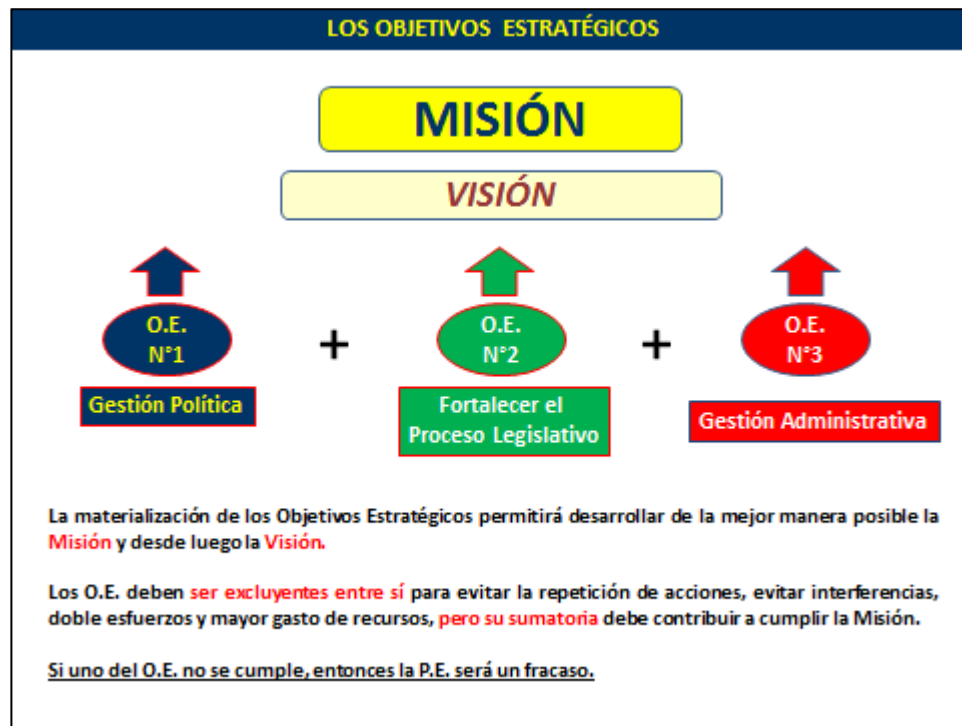 LOS OBJETIVOS ESTRATÉGICOS
MISIÓN
VISIÓN
O.E.
N°1
+
O.E.
N°2
+
O.E.
N°3
Gestión Política
Fortalecer el
Proceso Legislativo
Gestión Administrativa
La materialización de los Objetivos Estratégicos permitirá desarrollar de la mejor manera posible la
Misión y desde luego la Visión.
Los O.E. deben ser excluyentes entre sí para evitar la repetición de acciones, evitar interferencias,
doble esfuerzos y mayor gasto de recursos, pero su sumatoria debe contribuir a cumplir la Misión.
Si uno del O.E. no se cumple, entonces la P.E. será un fracaso.